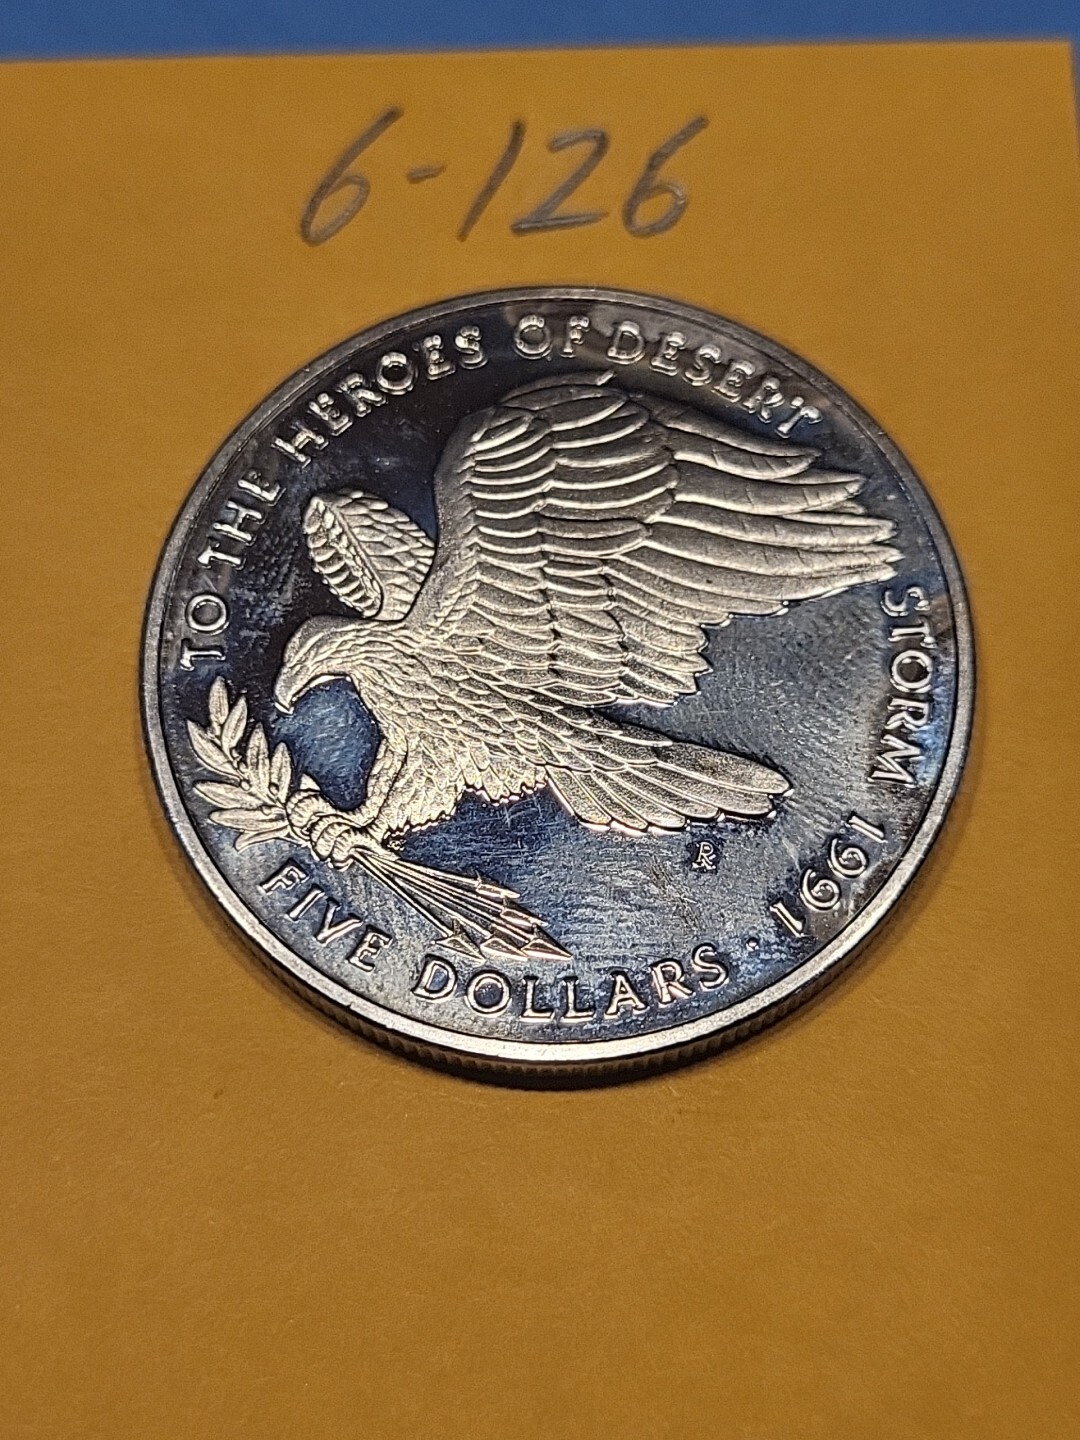 6-126
TO THE HEROES OF DESERT STORM 1991 ·
FIVE DOLLARS
R